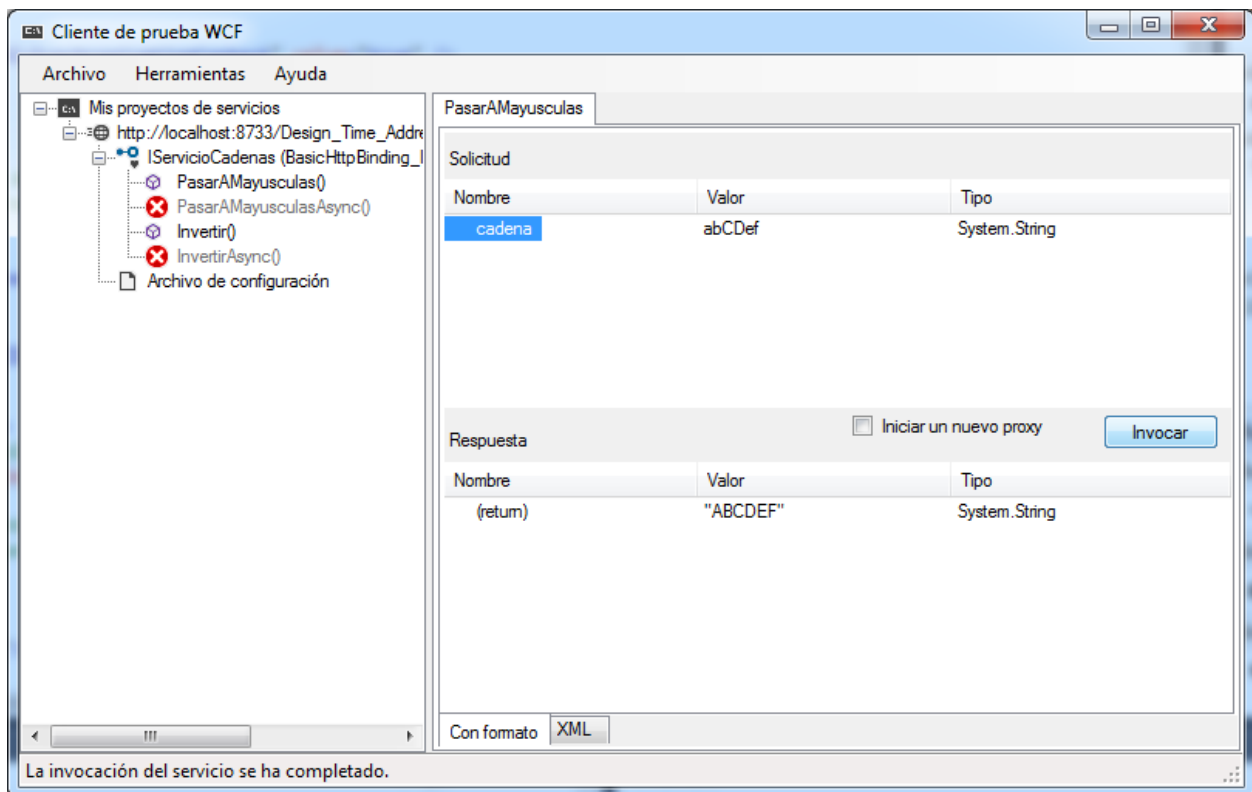 Cliente de prueba WCF
Archivo Herramientas Ayuda
Mis proyectos de servicios
http://localhost:8733/Design_Time_Addre
IServicioCadenas (BasicHttpBinding_I
PasarAMayusculas()
PasarAMayusculasAsync()
Invertir()
InvertirAsync()
Archivo de configuración
PasarAMayusculas
Solicitud
Nombre Valor Tipo
cadena abCDef System.String
Respuesta Iniciar un nuevo proxy Invocar
Nombre Valor Tipo
(return) "ABCDEF" System.String
Con formato XML
La invocación del servicio se ha completado.